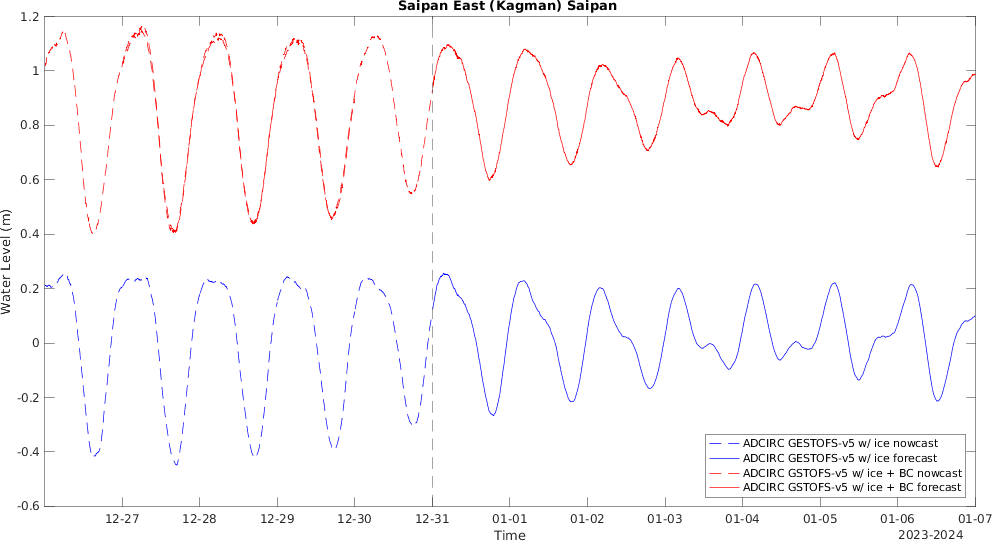 Saipan East (Kagman) Saipan
1.2
1
0.8
0.6
0.4
0.2
0
-0.2
-0.4
-0.6
Water Level (m)
ADCIRC GESTOFS-v5 w/ ice nowcast
ADCIRC GESTOFS-v5 w/ ice forecast
ADCIRC GSTOFS-v5 w/ ice + BC nowcast
ADCIRC GSTOFS-v5 w/ ice + BC forecast
12-27 12-28 12-29 12-30 12-31 01-01 01-02 01-03 01-04 01-05 01-06 01-07
Time
2023-2024